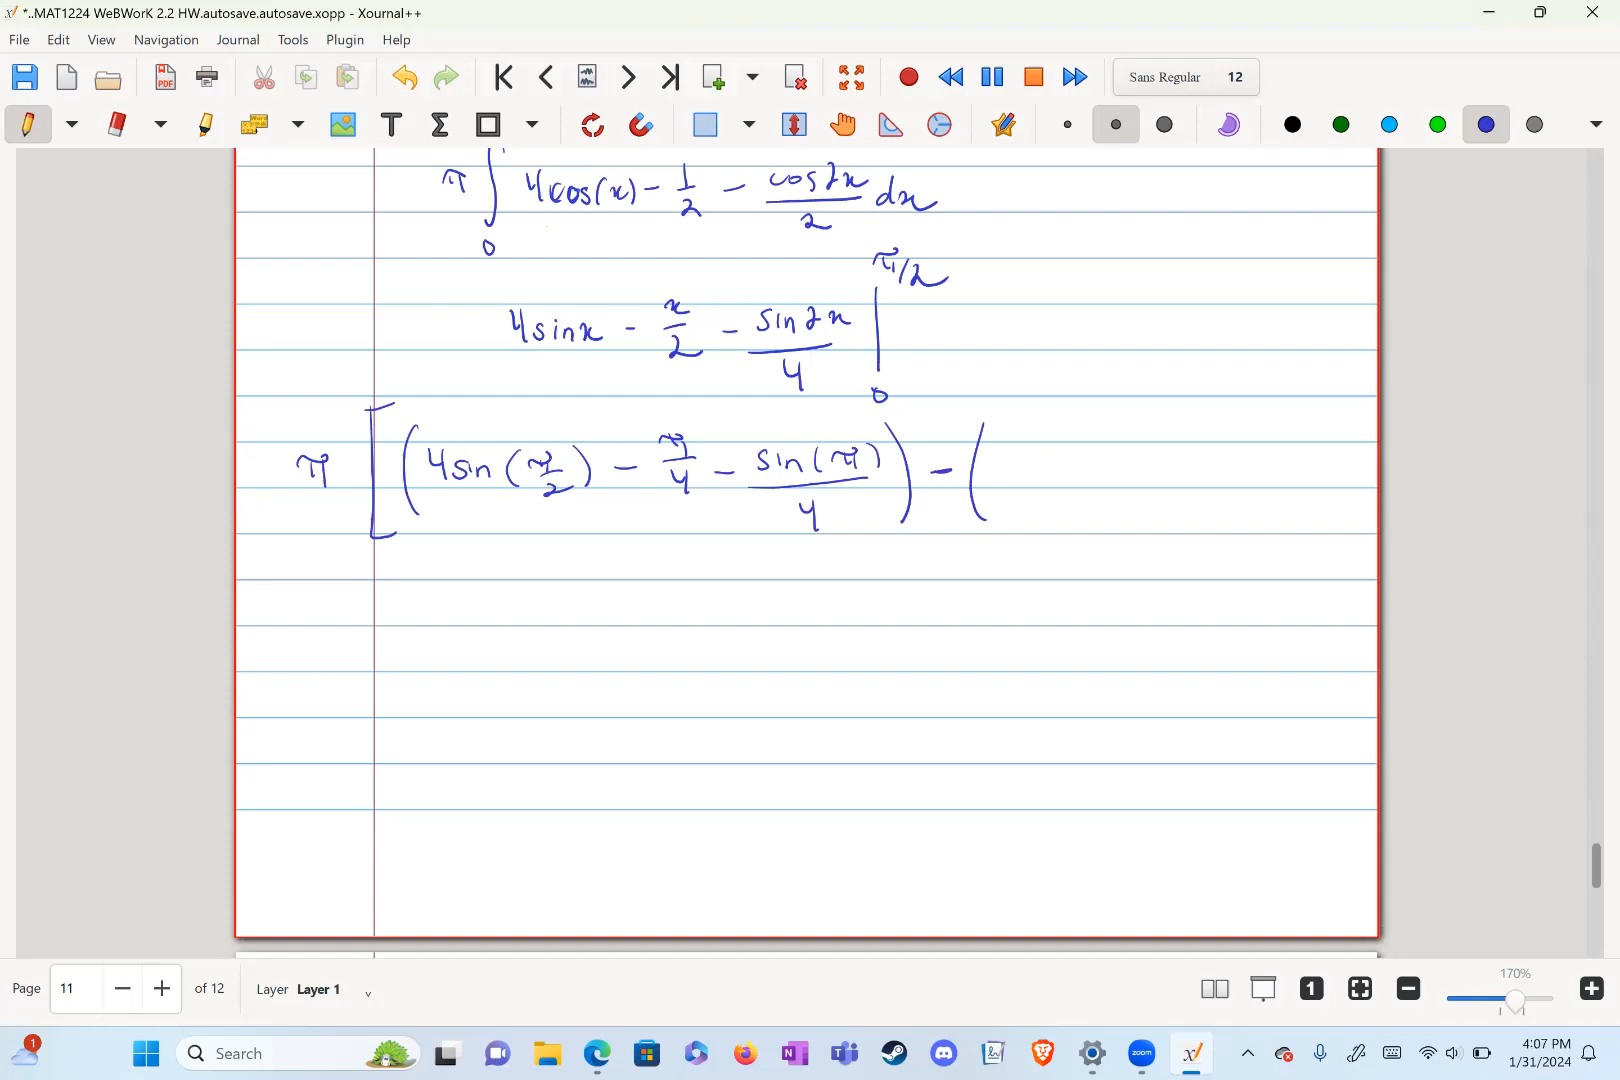 *..MAT1224 WeBWorK 2.2 HW.autosave.autosave.xopp - Xournal++
File Edit View Navigation Journal Tools Plugin Help
Sans Regular 12
π ∫ 4cos(x) - 1/2 - cos2x/2 dx
0
π/2
4sinx - x/2 - sin2x/4 |
0
π [(4sin(π/2) - π/4 - sin(π)/4) - (
Page 11 of 12 Layer Layer 1 170%
1 Search 4:07 PM
1/31/2024